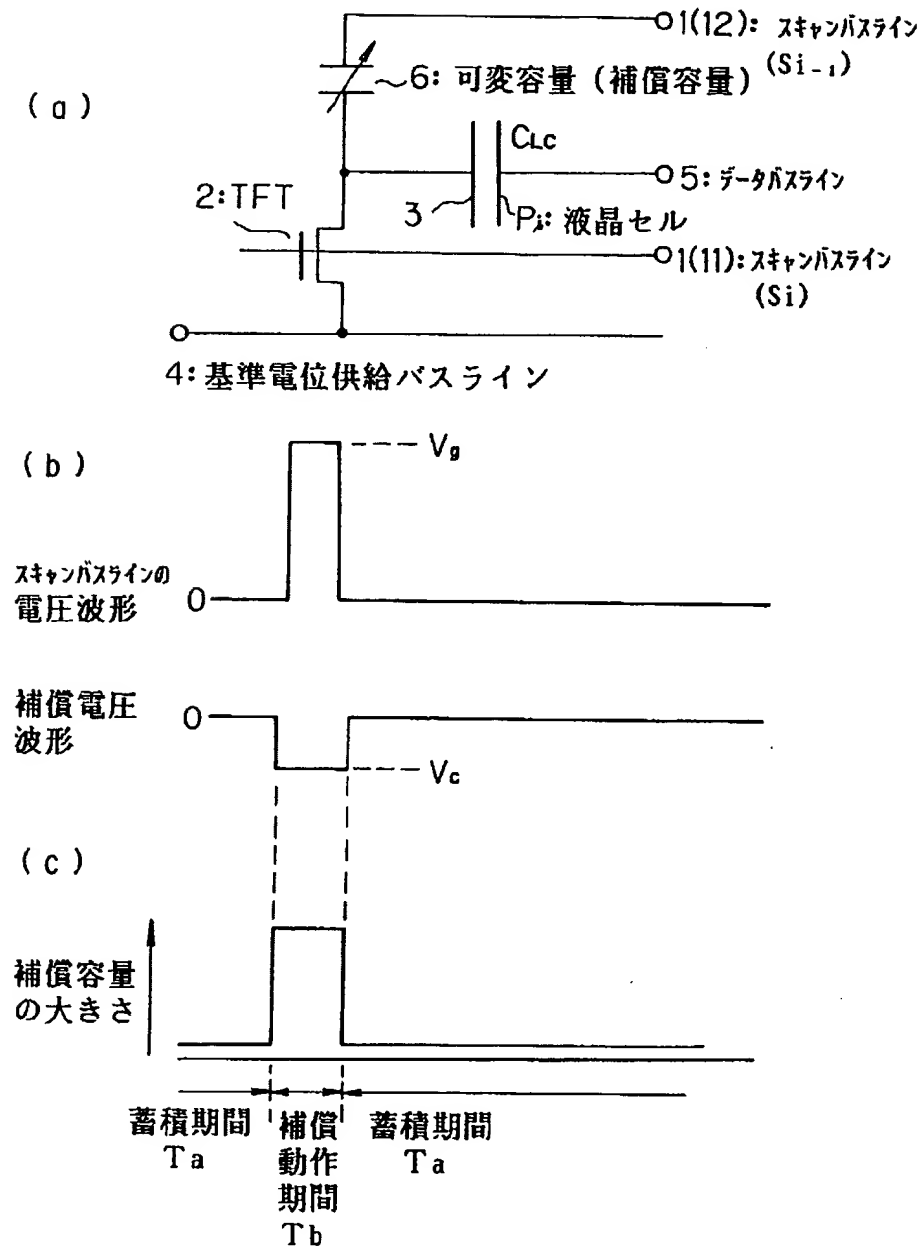 (a)
1(12): スキャンバスライン
(Si-1)
6: 可変容量 (補償容量)
CLC
5: データバスライン
2:TFT
3
Pi: 液晶セル
1(11): スキャンバスライン
(Si)
4: 基準電位供給バスライン
(b)
Vg
スキャンバスラインの
電圧波形
0
補償電圧
波形
0
Vc
(c)
補償容量
の大きさ
蓄積期間
Ta
補償
動作
期間
Tb
蓄積期間
Ta